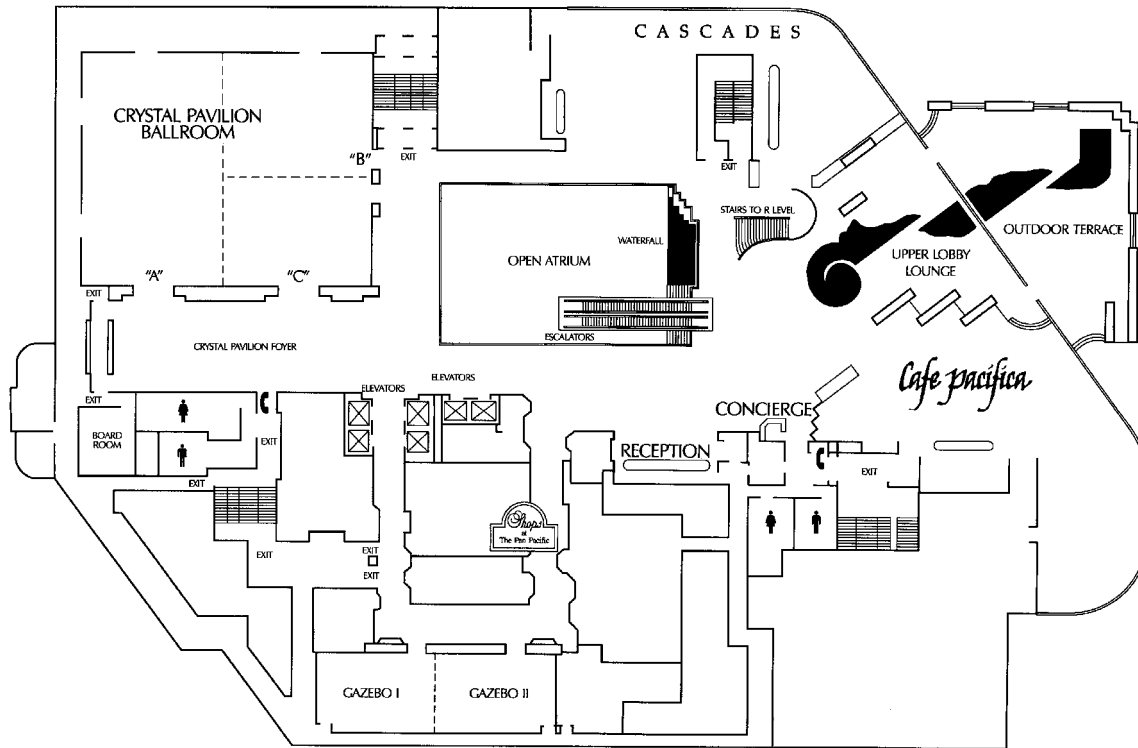 CASCADES
CRYSTAL PAVILION
BALLROOM
"B"
EXIT
EXIT
STAIRS TO R LEVEL
WATERFALL
OPEN ATRIUM
OUTDOOR TERRACE
UPPER LOBBY
LOUNGE
"A"
"C"
EXIT
ESCALATORS
CRYSTAL PAVILION FOYER
ELEVATORS
ELEVATORS
Cafe pacifica
EXIT
CONCIERGE
BOARD
ROOM
EXIT
RECEPTION
EXIT
EXIT
Shops
at
The Pan Pacific
EXIT
EXIT
EXIT
GAZEBO I
GAZEBO II